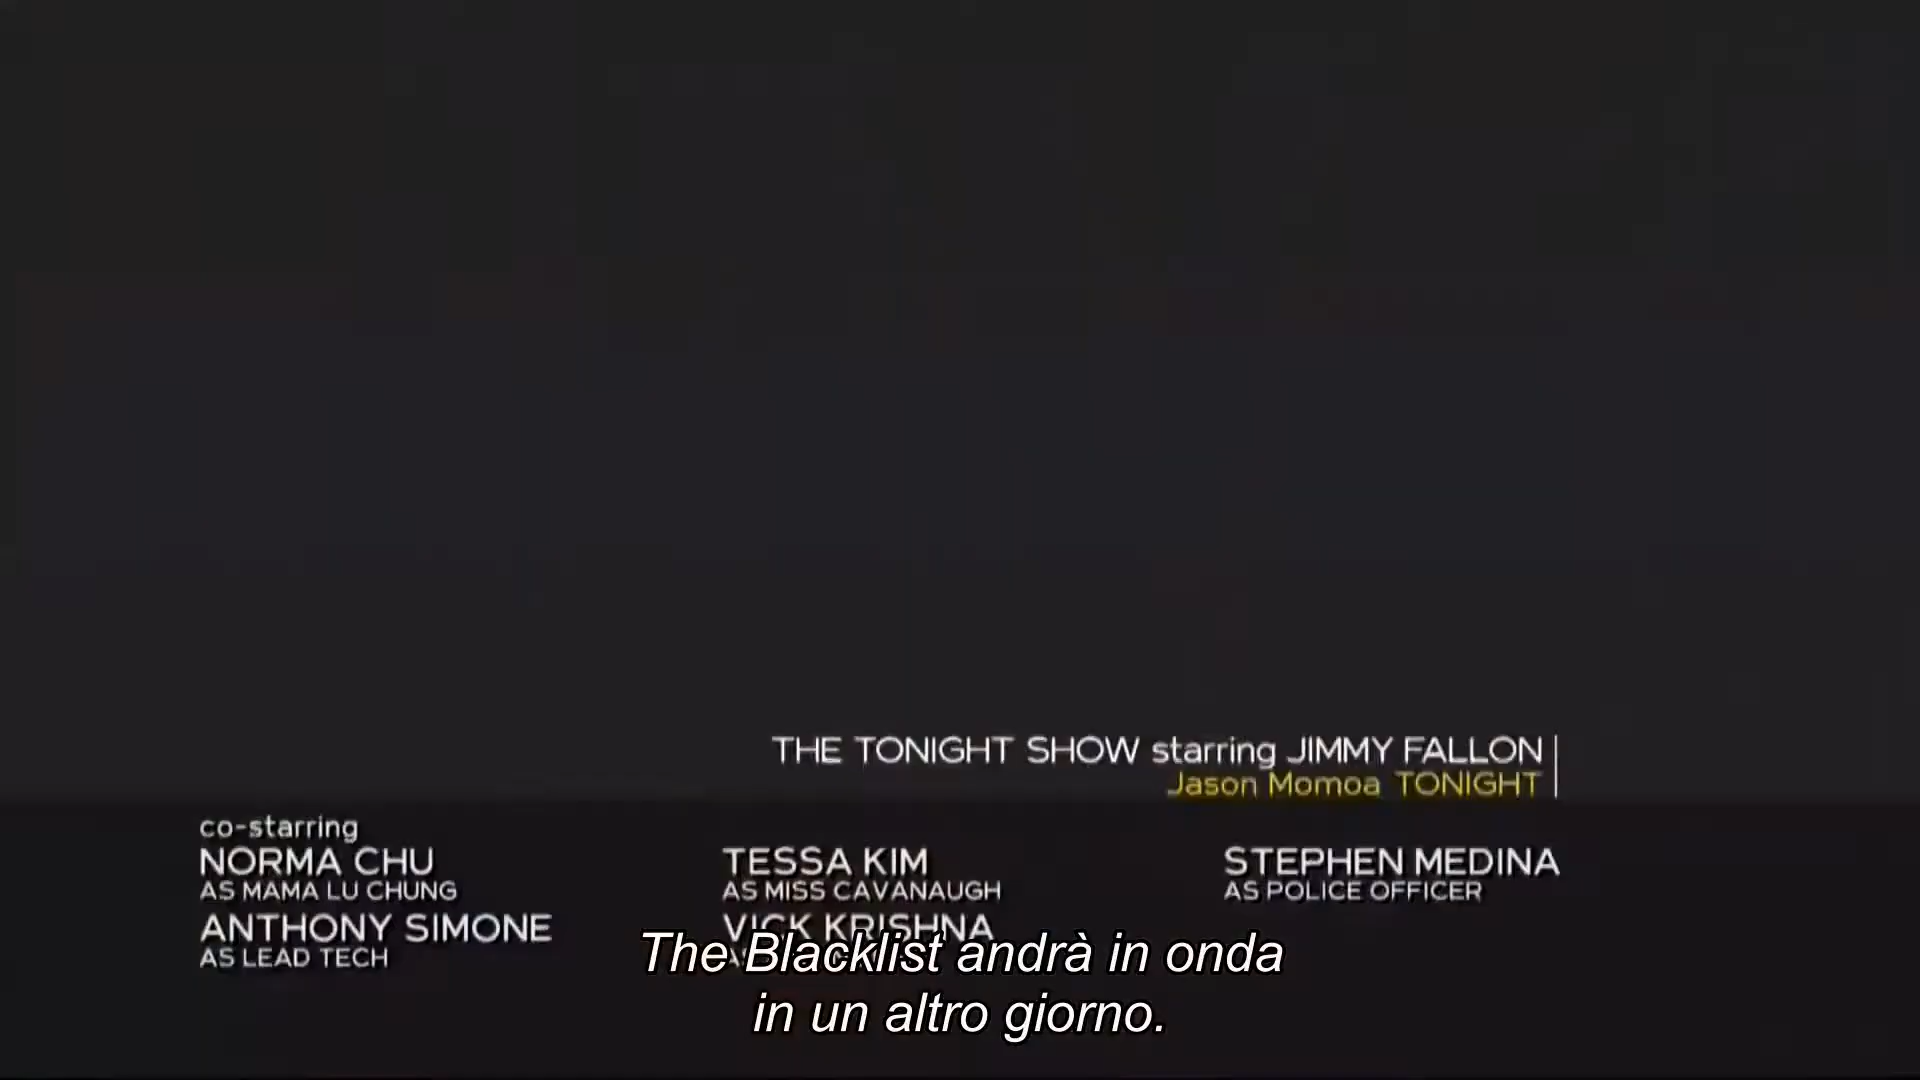 THE TONIGHT SHOW starring JIMMY FALLON
Jason Momoa TONIGHT
co-starring
NORMA CHU
AS MAMA LU CHUNG
TESSA KIM
AS MISS CAVANAUGH
STEPHEN MEDINA
AS POLICE OFFICER
ANTHONY SIMONE
AS LEAD TECH
VICK KRISHNA
The Blacklist andrà in onda
in un altro giorno.